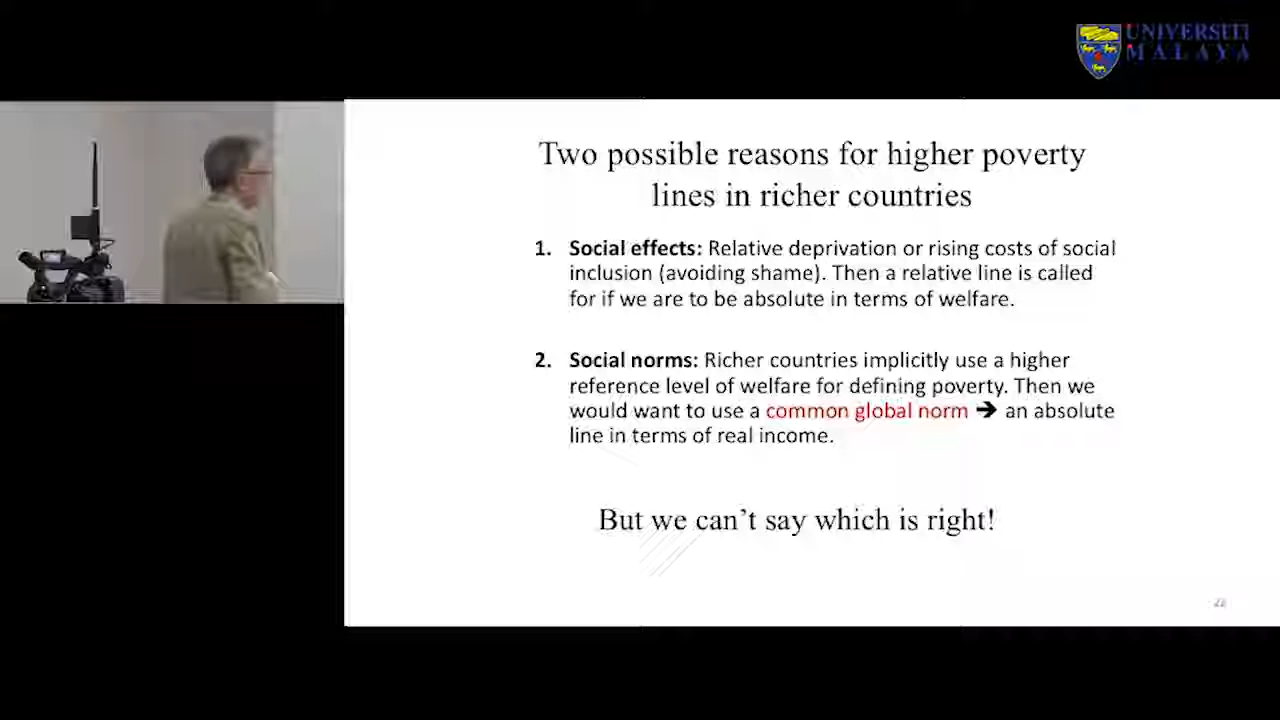 UNIVERSITI
MALAYA
Two possible reasons for higher poverty
lines in richer countries
1. Social effects: Relative deprivation or rising costs of social
inclusion (avoiding shame). Then a relative line is called
for if we are to be absolute in terms of welfare.
2. Social norms: Richer countries implicitly use a higher
reference level of welfare for defining poverty. Then we
would want to use a common global norm ➔ an absolute
line in terms of real income.
But we can't say which is right!
22